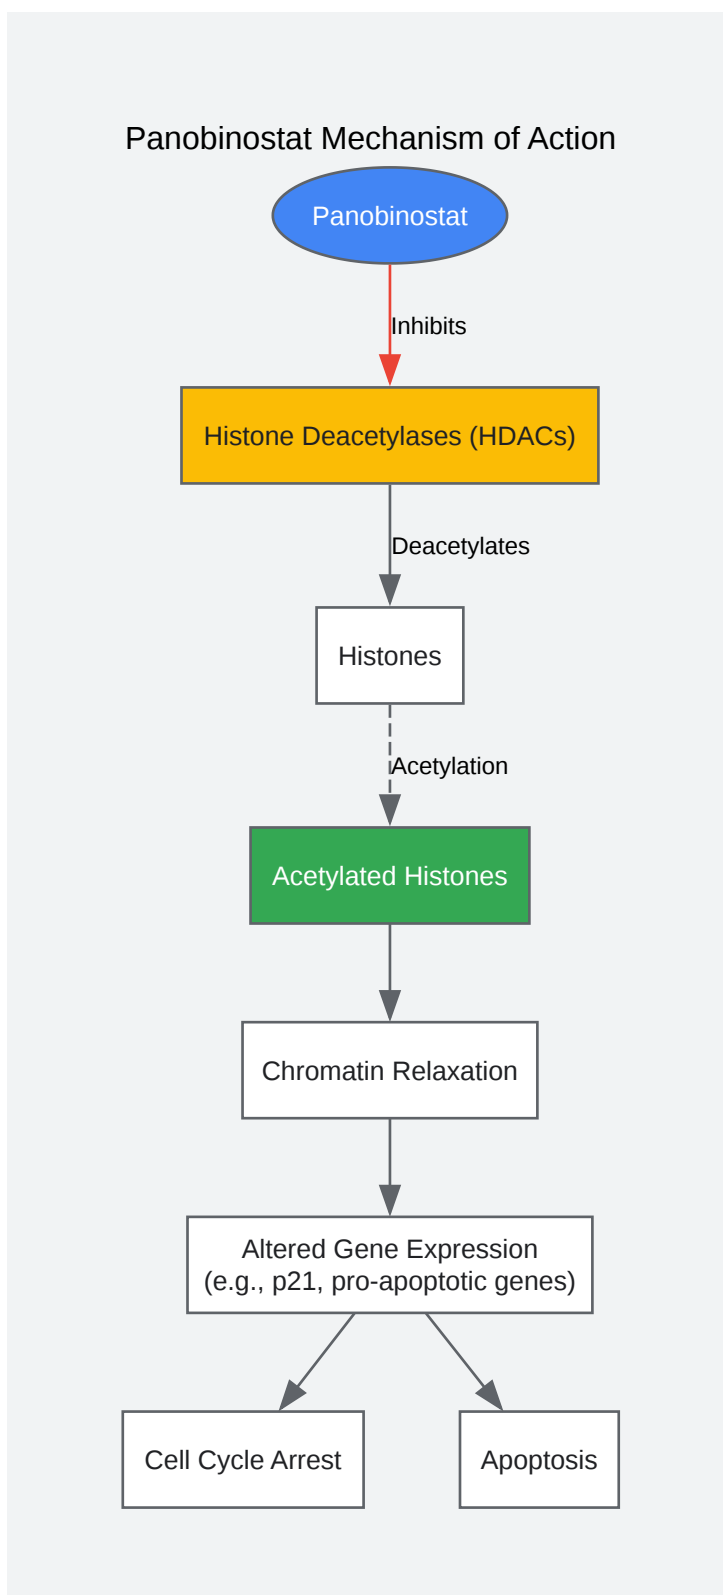 Panobinostat Mechanism of Action
Panobinostat
Inhibits
Histone Deacetylases (HDACs)
Deacetylates
Histones
Acetylation
Acetylated Histones
Chromatin Relaxation
Altered Gene Expression
(e.g., p21, pro-apoptotic genes)
Cell Cycle Arrest
Apoptosis